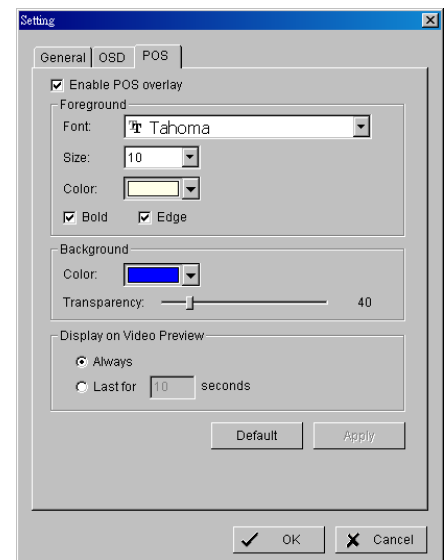 Setting
General OSD POS
Enable POS overlay
Foreground
Font: Tahoma
Size: 10
Color:
Bold Edge
Background
Color:
Transparency: 40
Display on Video Preview
Always
Last for 10 seconds
Default Apply
OK Cancel